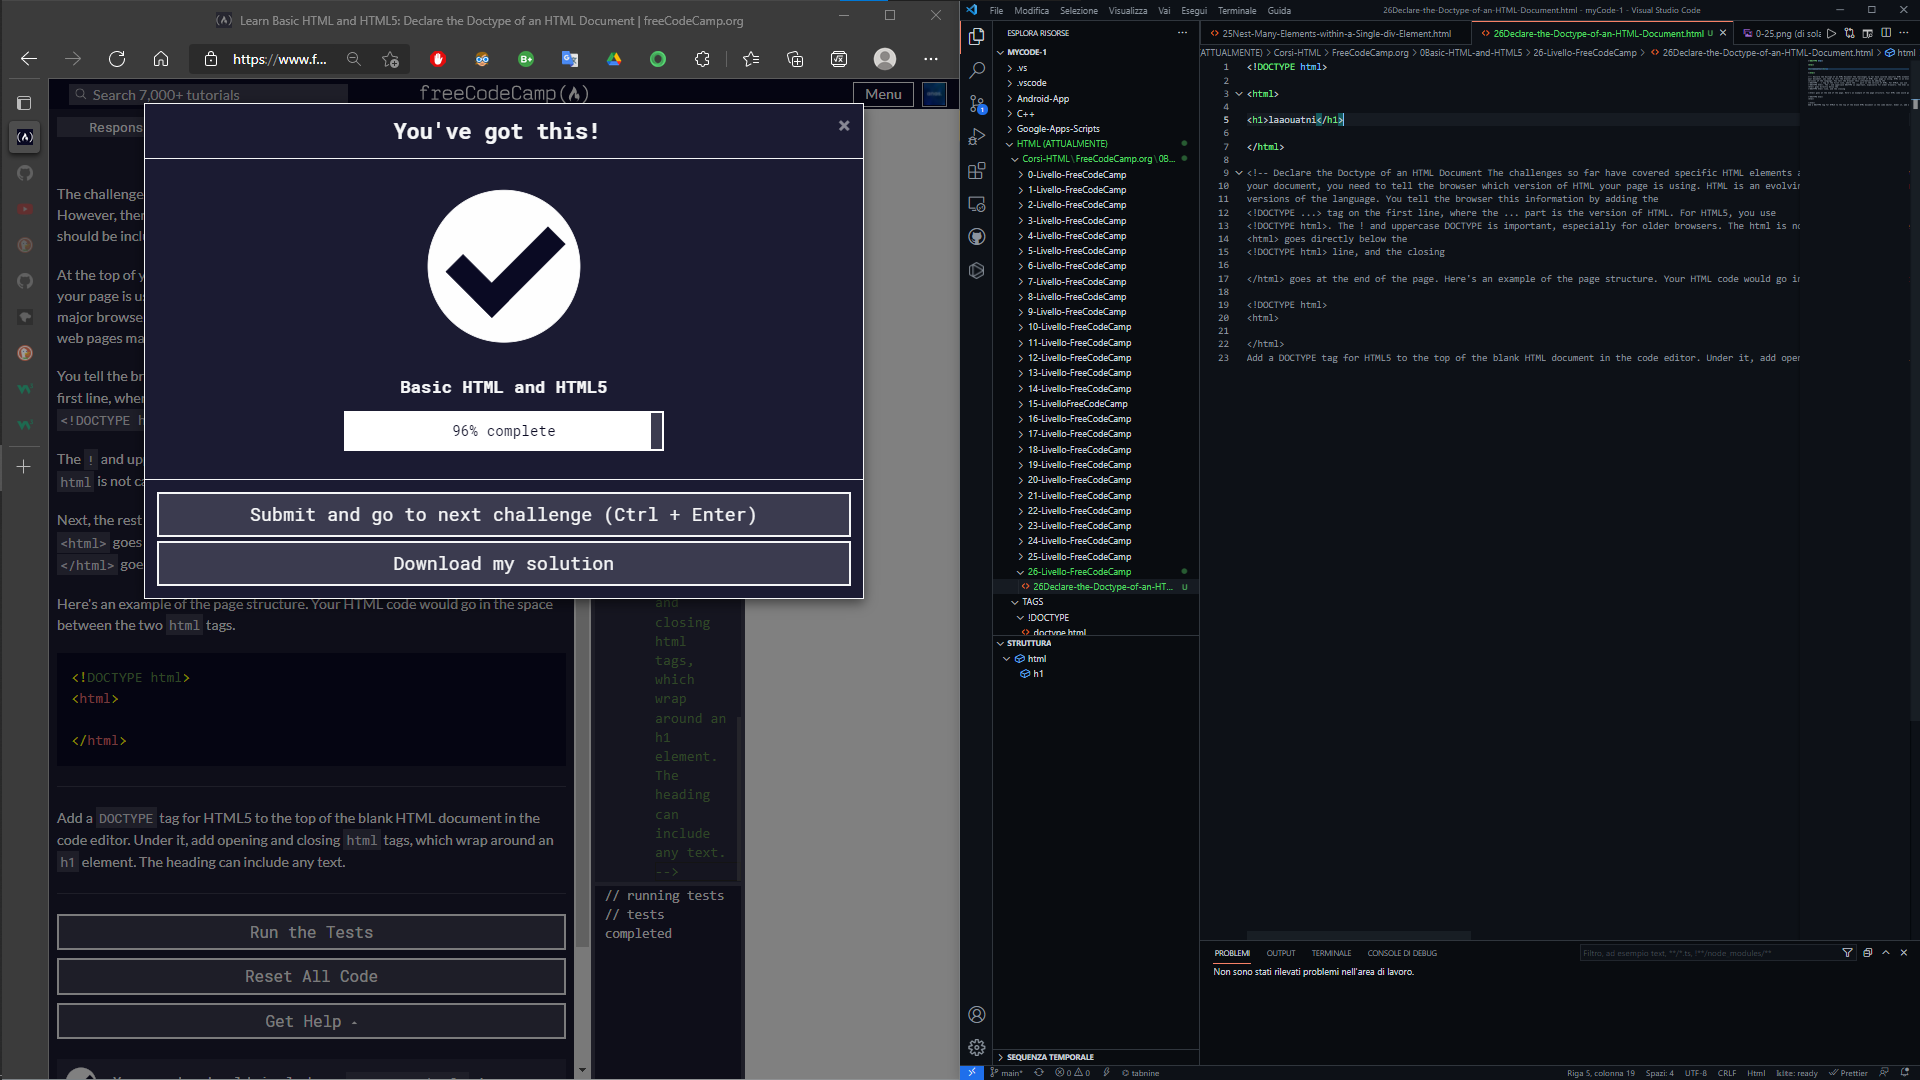 Learn Basic HTML and HTML5: Declare the Doctype of an HTML Document | freeCodeCamp.org
https://www.f...
Search 7,000+ tutorials
freeCodeCamp(
Menu
Respons
You've got this!
×
The challenge
However, ther
should be incl
At the top of y
your page is u
major browse
web pages ma
You tell the br
first line, wher
<!DOCTYPE h
The ! and up
html is not ca
Next, the rest
<html> goes
</html> goe
Basic HTML and HTML5
96% complete
Submit and go to next challenge (Ctrl + Enter)
Download my solution
Here's an example of the page structure. Your HTML code would go in the space
between the two html tags.
<!DOCTYPE html>
<html>
</html>
Add a DOCTYPE tag for HTML5 to the top of the blank HTML document in the
code editor. Under it, add opening and closing html tags, which wrap around an
h1 element. The heading can include any text.
Run the Tests
Reset All Code
Get Help
and
closing
html
tags,
which
wrap
around an
h1
element.
The
heading
can
include
any text.
-->
// running tests
// tests
completed
File Modifica Selezione Visualizza Vai Esegui Terminale Guida
26Declare-the-Doctype-of-an-HTML-Document.html - myCode-1 - Visual Studio Code
ESPLORA RISORSE
MYCODE-1
.vs
.vscode
Android-App
C++
Google-Apps-Scripts
HTML (ATTUALMENTE)
Corsi-HTML\FreeCodeCamp.org\0B...
0-Livello-FreeCodeCamp
1-Livello-FreeCodeCamp
2-Livello-FreeCodeCamp
3-Livello-FreeCodeCamp
4-Livello-FreeCodeCamp
5-Livello-FreeCodeCamp
6-Livello-FreeCodeCamp
7-Livello-FreeCodeCamp
8-Livello-FreeCodeCamp
9-Livello-FreeCodeCamp
10-Livello-FreeCodeCamp
11-Livello-FreeCodeCamp
12-Livello-FreeCodeCamp
13-Livello-FreeCodeCamp
14-Livello-FreeCodeCamp
15-LivelloFreeCodeCamp
16-Livello-FreeCodeCamp
17-Livello-FreeCodeCamp
18-Livello-FreeCodeCamp
19-Livello-FreeCodeCamp
20-Livello-FreeCodeCamp
21-Livello-FreeCodeCamp
22-Livello-FreeCodeCamp
23-Livello-FreeCodeCamp
24-Livello-FreeCodeCamp
25-Livello-FreeCodeCamp
26-Livello-FreeCodeCamp
26Declare-the-Doctype-of-an-HT... U
TAGS
!DOCTYPE
doctype.html
STRUTTURA
html
h1
SEQUENZA TEMPORALE
25Nest-Many-Elements-within-a-Single-div-Element.html
26Declare-the-Doctype-of-an-HTML-Document.html U
0-25.png (di sola
ATTUALMENTE) > Corsi-HTML > FreeCodeCamp.org > 0Basic-HTML-and-HTML5 > 26-Livello-FreeCodeCamp > 26Declare-the-Doctype-of-an-HTML-Document.html > html
1 <!DOCTYPE html>
2
3 <html>
4
5 <h1>laaouatni</h1>
6
7 </html>
8
9 <!-- Declare the Doctype of an HTML Document The challenges so far have covered specific HTML elements a
10 your document, you need to tell the browser which version of HTML your page is using. HTML is an evolvin
11 versions of the language. You tell the browser this information by adding the
12 <!DOCTYPE ...> tag on the first line, where the ... part is the version of HTML. For HTML5, you use
13 <!DOCTYPE html>. The ! and uppercase DOCTYPE is important, especially for older browsers. The html is no
14 <html> goes directly below the
15 <!DOCTYPE html> line, and the closing
16
17 </html> goes at the end of the page. Here's an example of the page structure. Your HTML code would go in
18
19 <!DOCTYPE html>
20 <html>
21
22 </html>
23 Add a DOCTYPE tag for HTML5 to the top of the blank HTML document in the code editor. Under it, add open
PROBLEMI OUTPUT TERMINALE CONSOLE DI DEBUG
Filtro, ad esempio text, **/*.ts, !**/node_modules/**
Non sono stati rilevati problemi nell'area di lavoro.
main* 0 0 tabnine
Riga 5, colonna 19 Spazi: 4 UTF-8 CRLF Html kite: ready Prettier